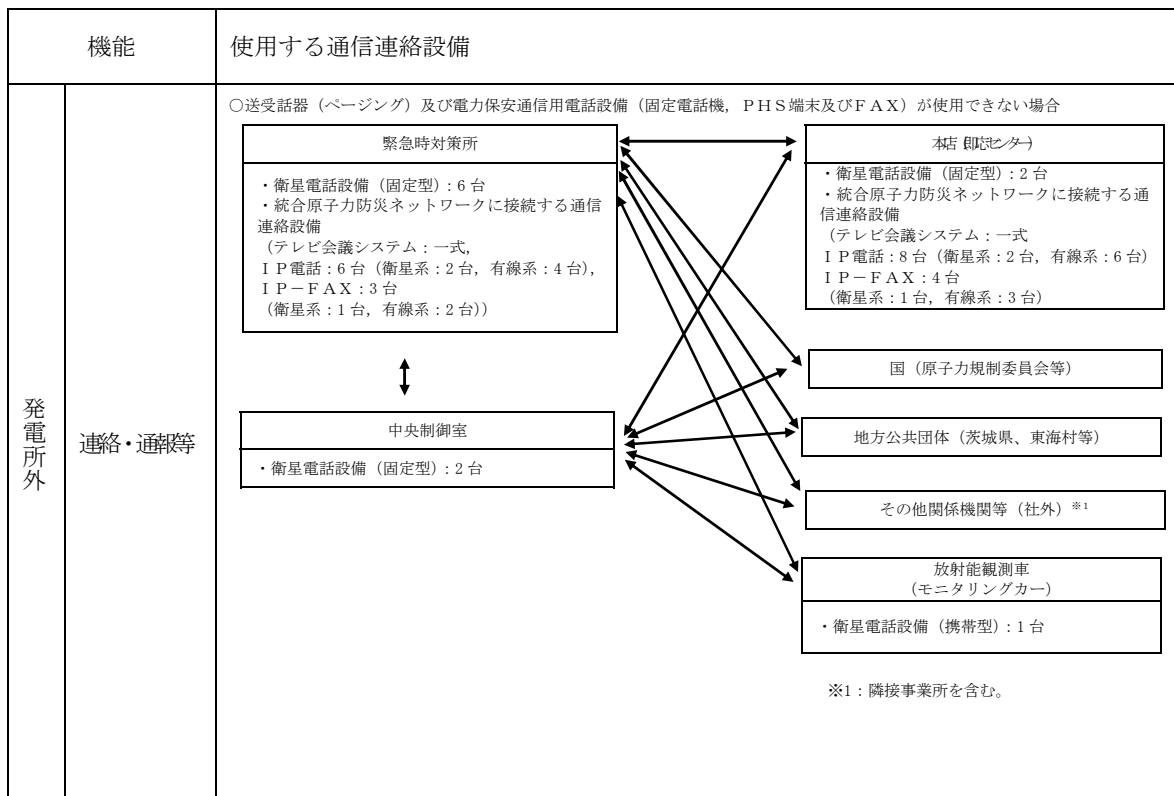 機能
使用する通信連絡設備
発電所外
連絡・通報等
○送受話器（ページング）及び電力保安通信用電話設備（固定電話機，ＰＨＳ端末及びＦＡＸ）が使用できない場合
緊急時対策所
・衛星電話設備（固定型）：6 台
・統合原子力防災ネットワークに接続する通信
連絡設備
（テレビ会議システム：一式，
ＩＰ電話：6 台（衛星系：2 台，有線系：4 台），
ＩＰ－ＦＡＸ：3 台
（衛星系：1 台，有線系：2 台））
中央制御室
・衛星電話設備（固定型）：2 台
本店（即応センター）
・衛星電話設備（固定型）：2 台
・統合原子力防災ネットワークに接続する通
信連絡設備
（テレビ会議システム：一式
ＩＰ電話：8 台（衛星系：2 台，有線系：6 台）
ＩＰ－ＦＡＸ：4 台
（衛星系：1 台，有線系：3 台）
国（原子力規制委員会等）
地方公共団体（茨城県、東海村等）
その他関係機関等（社外）※1
放射能観測車
（モニタリングカー）
・衛星電話設備（携帯型）：1 台
※1：隣接事業所を含む。